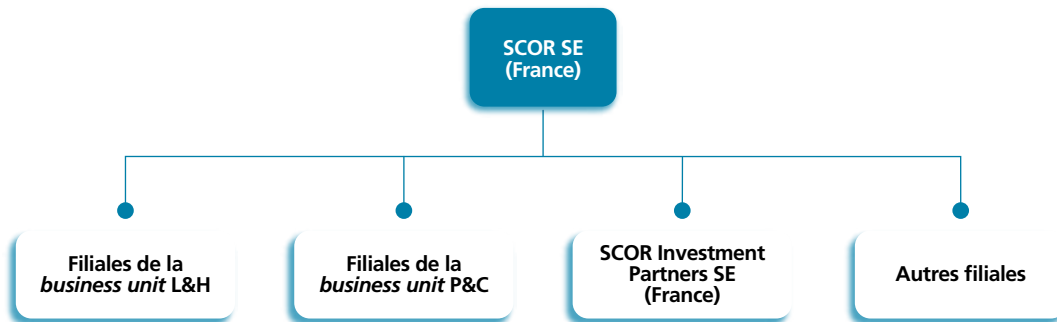 SCOR SE
(France)
Filiales de la
business unit L&H
Filiales de la
business unit P&C
SCOR Investment
Partners SE
(France)
Autres filiales